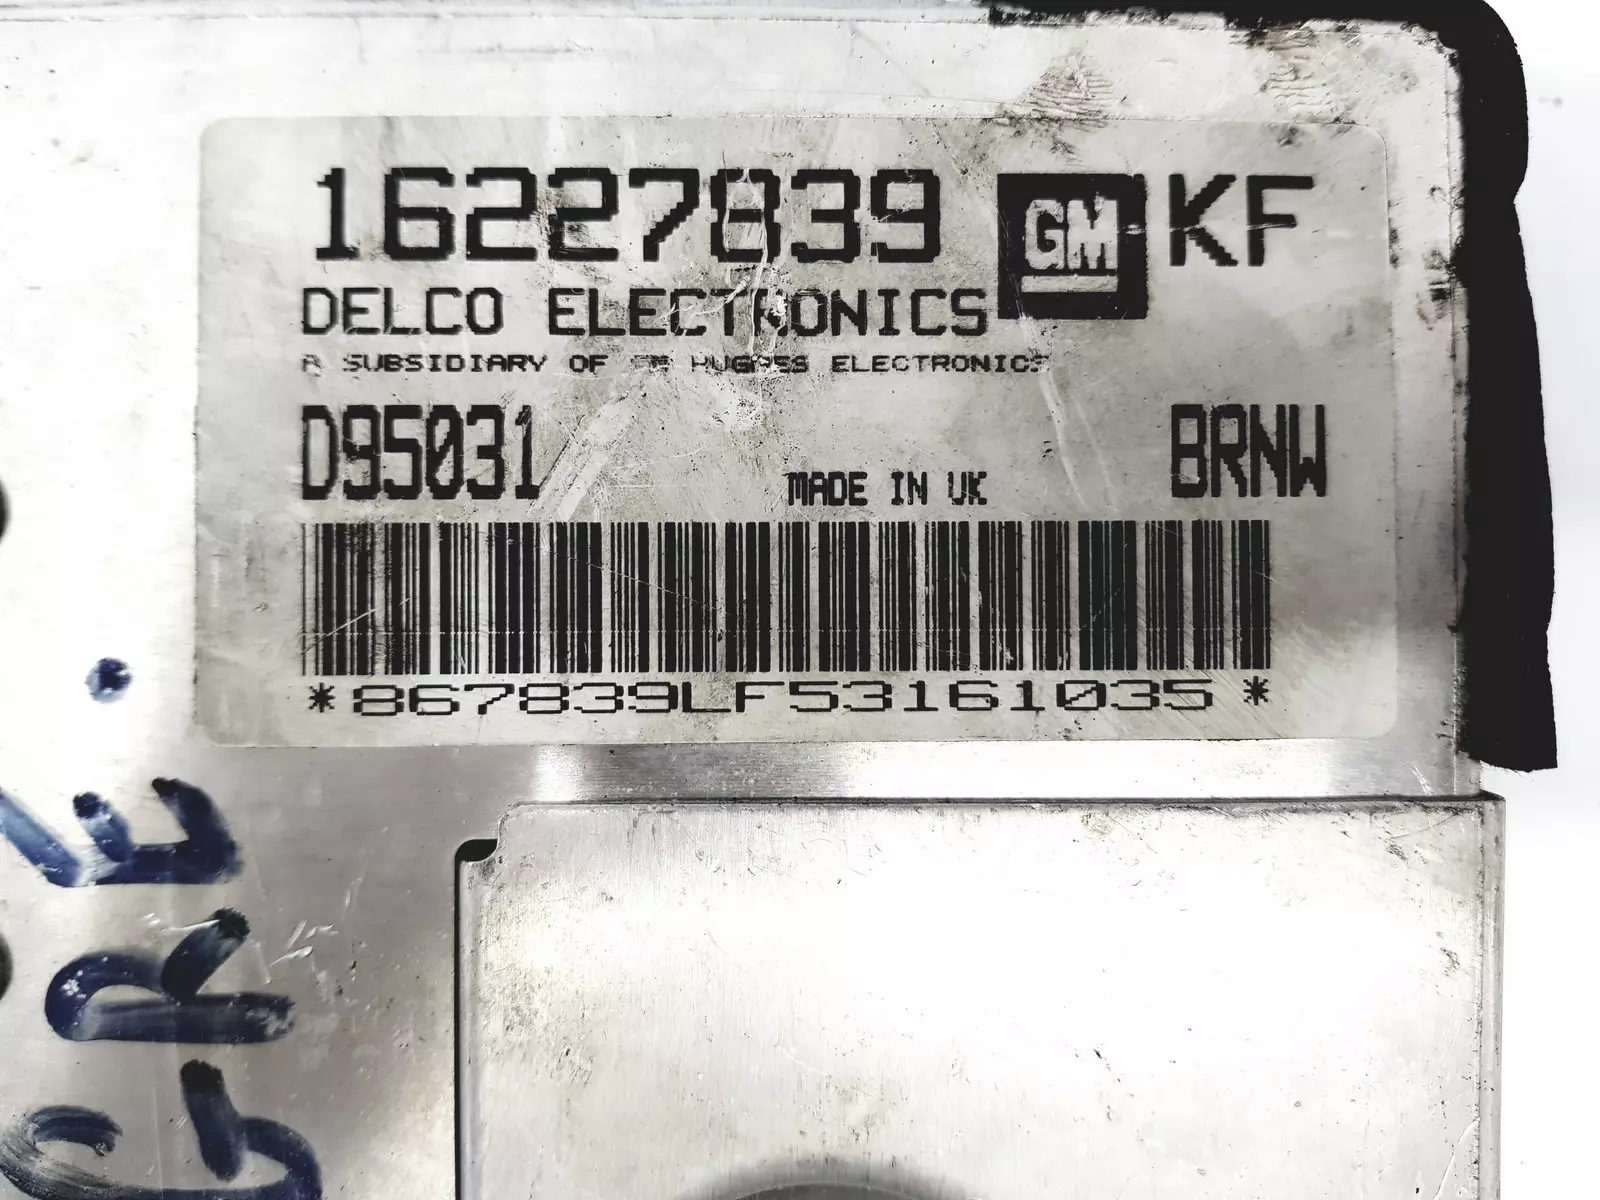 16227839 GM KF
DELCO ELECTRONICS
A SUBSIDIARY OF GM HUGHES ELECTRONICS
D95031
MADE IN UK
BRNW
*867839LF53161035*